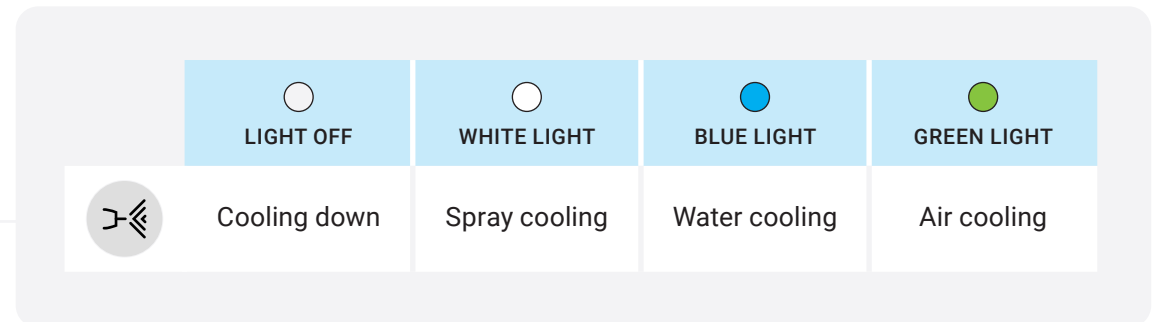 LIGHT OFF WHITE LIGHT BLUE LIGHT GREEN LIGHT
Cooling down Spray cooling Water cooling Air cooling